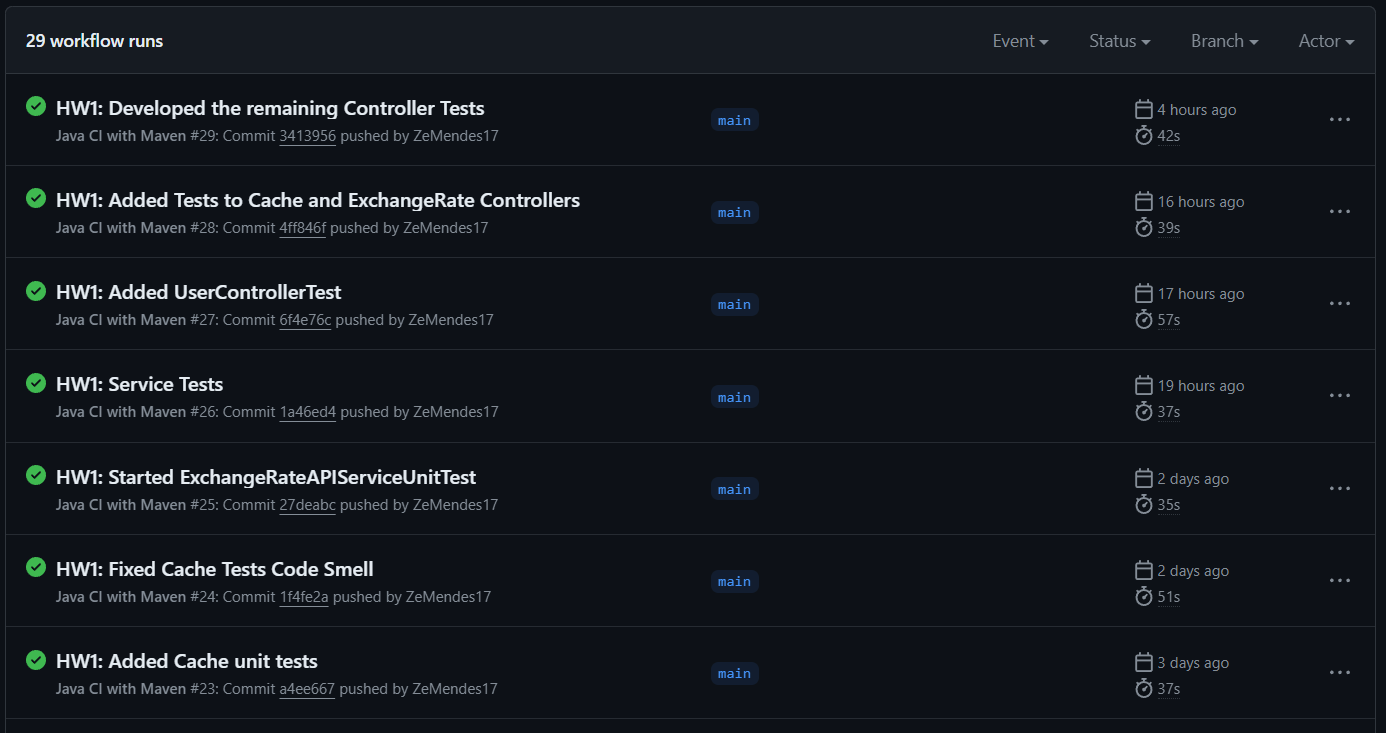 29 workflow runs Event Status Branch Actor
HW1: Developed the remaining Controller Tests
main
4 hours ago
Java CI with Maven #29: Commit 3413956 pushed by ZeMendes17
42s
HW1: Added Tests to Cache and ExchangeRate Controllers
main
16 hours ago
Java CI with Maven #28: Commit 4ff846f pushed by ZeMendes17
39s
HW1: Added UserControllerTest
main
17 hours ago
Java CI with Maven #27: Commit 6f4e76c pushed by ZeMendes17
57s
HW1: Service Tests
main
19 hours ago
Java CI with Maven #26: Commit 1a46ed4 pushed by ZeMendes17
37s
HW1: Started ExchangeRateAPIServiceUnitTest
main
2 days ago
Java CI with Maven #25: Commit 27deabc pushed by ZeMendes17
35s
HW1: Fixed Cache Tests Code Smell
main
2 days ago
Java CI with Maven #24: Commit 1f4fe2a pushed by ZeMendes17
51s
HW1: Added Cache unit tests
main
3 days ago
Java CI with Maven #23: Commit a4ee667 pushed by ZeMendes17
37s